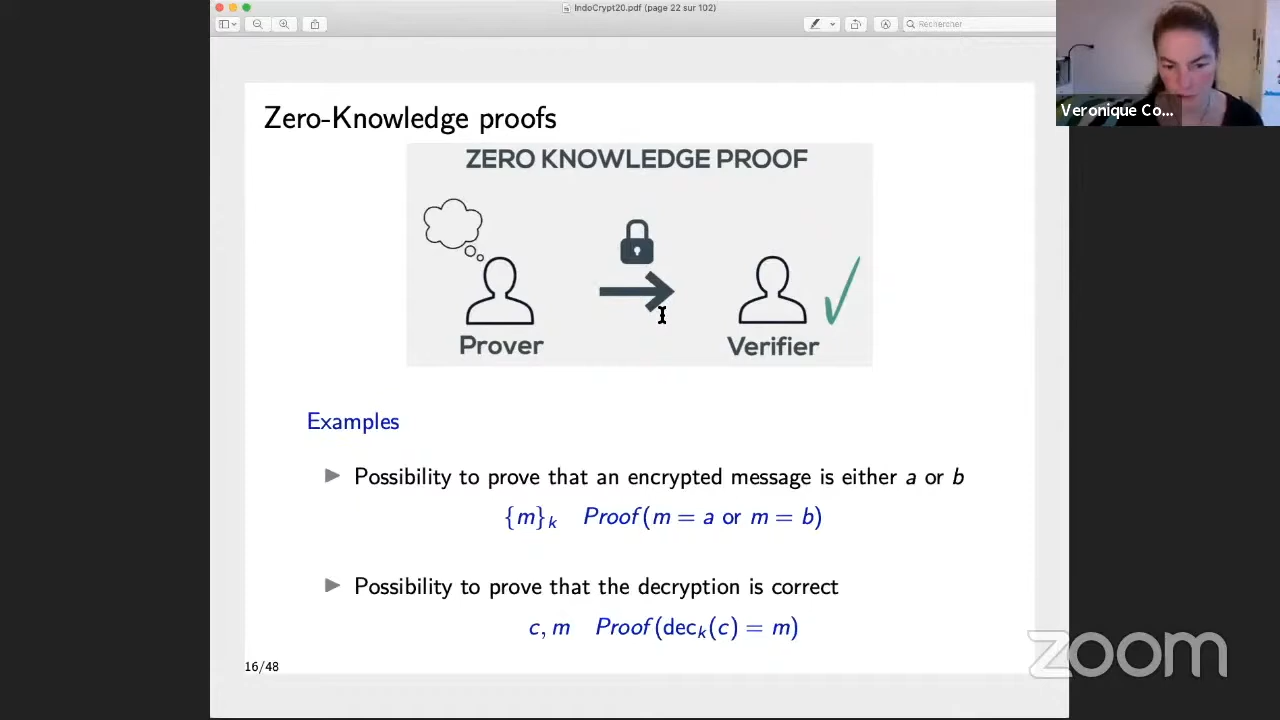 IndoCrypt20.pdf (page 22 sur 102)
Rechercher
Veronique Co...
Zero-Knowledge proofs
ZERO KNOWLEDGE PROOF
Prover
Verifier
Examples
Possibility to prove that an encrypted message is either a or b
{m}ₖ Proof(m = a or m = b)
Possibility to prove that the decryption is correct
c, m Proof(decₖ(c) = m)
16/48
zoom